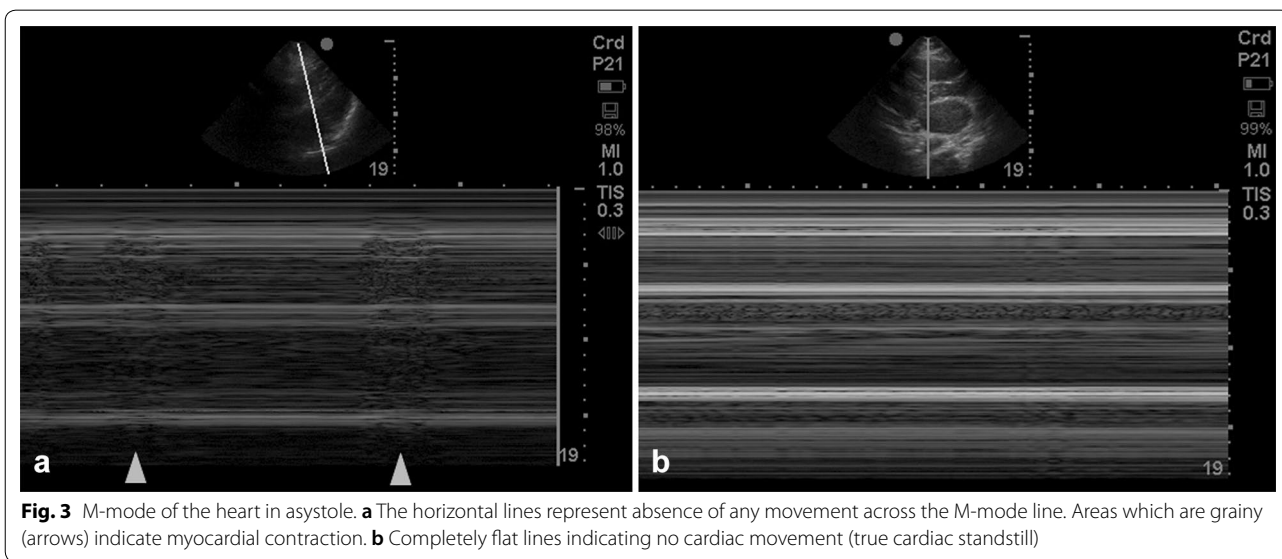 Crd
P21
98%
MI
1.0
TIS
0.3
19
19
a
Crd
P21
99%
MI
1.0
TIS
0.3
19
19
b
Fig. 3 M-mode of the heart in asystole. a The horizontal lines represent absence of any movement across the M-mode line. Areas which are grainy
(arrows) indicate myocardial contraction. b Completely flat lines indicating no cardiac movement (true cardiac standstill)